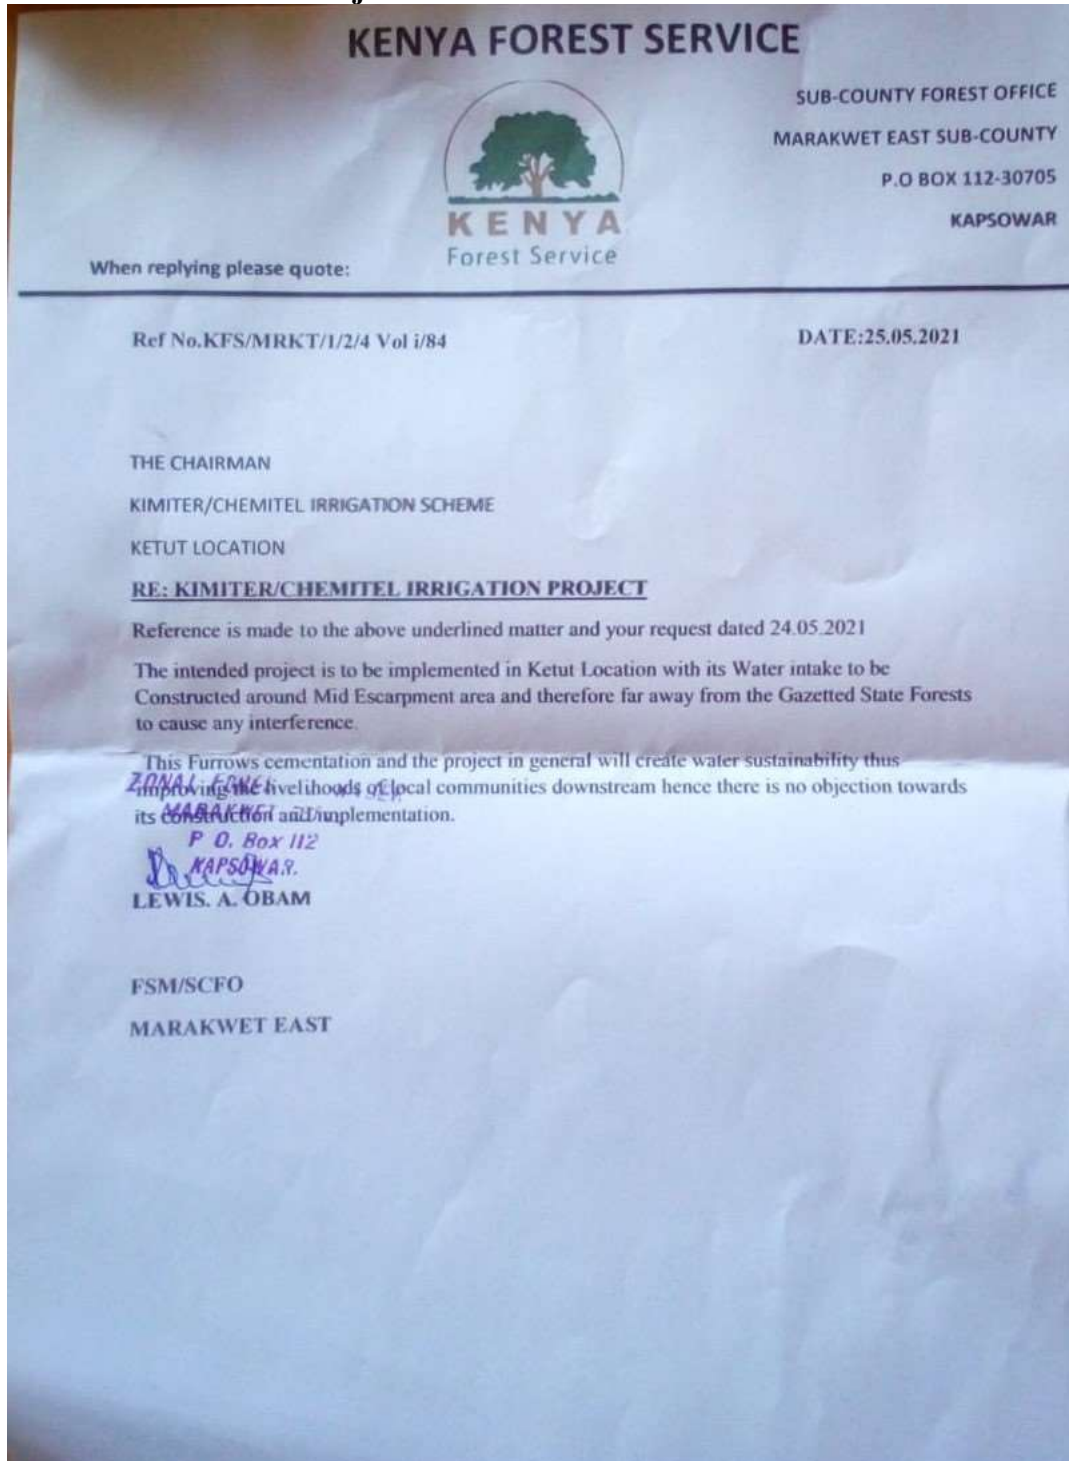 KENYA FOREST SERVICE
SUB-COUNTY FOREST OFFICE
MARAKWET EAST SUB-COUNTY
P.O BOX 112-30705
KAPSOWAR
KENYA
Forest Service
When replying please quote:
Ref No.KFS/MRKT/1/2/4 Vol i/84
DATE:25.05.2021
THE CHAIRMAN
KIMITER/CHEMITEL IRRIGATION SCHEME
KETUT LOCATION
RE: KIMITER/CHEMITEL IRRIGATION PROJECT
Reference is made to the above underlined matter and your request dated 24.05.2021
The intended project is to be implemented in Ketut Location with its Water intake to be
Constructed around Mid Escarpment area and therefore far away from the Gazetted State Forests
to cause any interference.
This Furrows cementation and the project in general will create water sustainability thus
improving the livelihoods of local communities downstream hence there is no objection towards
its construction and implementation.
ZONAL
MARAKWET
P O. Box 112
KAPSOWAR.
LEWIS. A. OBAM
FSM/SCFO
MARAKWET EAST